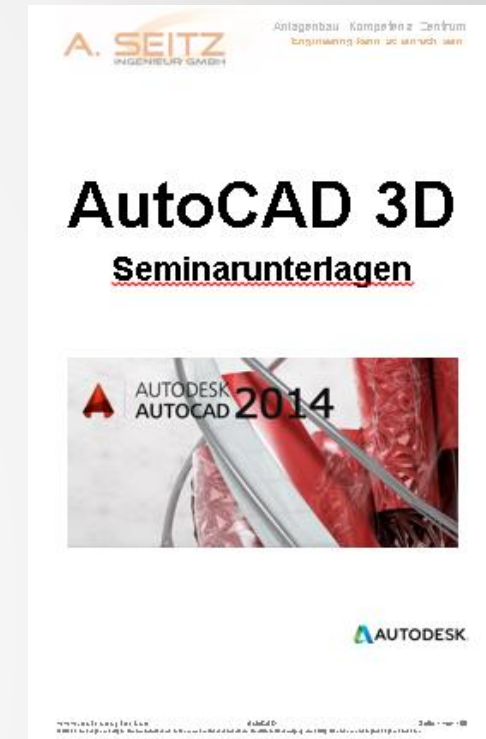 A. SEITZ
INGENIEUR GMBH
Anlagenbau Kompetenz Centrum
AutoCAD 3D
Seminarunterlagen
AUTODESK
AUTOCAD 2014
AUTODESK